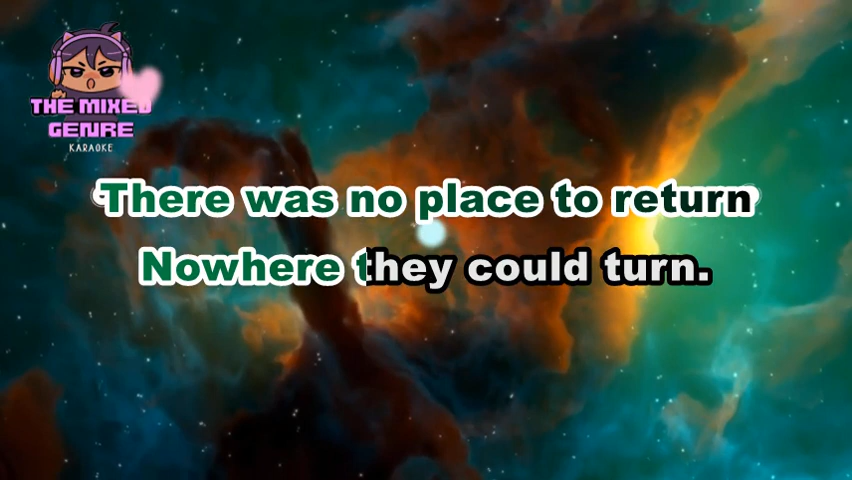 THE MIXED
GENRE
KARAOKE
There was no place to return
Nowhere they could turn.